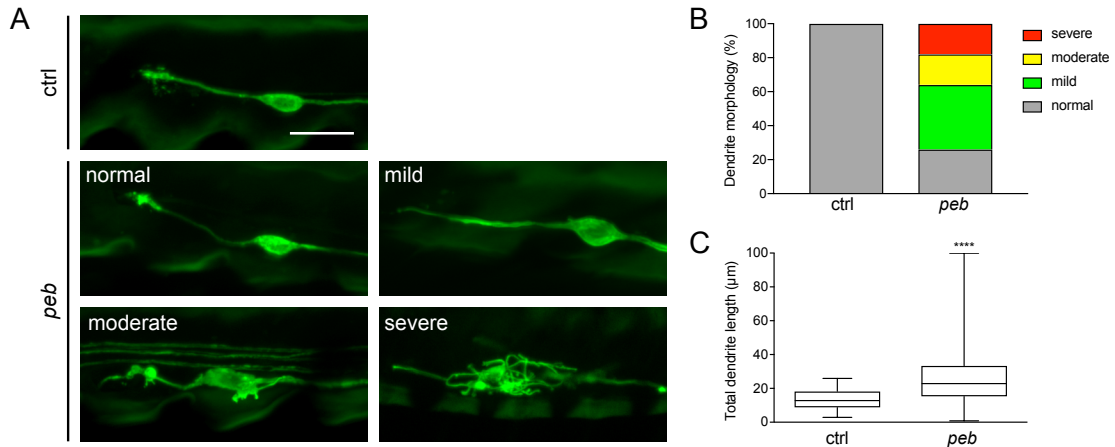 A
ctrl
peb
normal
mild
moderate
severe
B
Dendrite morphology (%)
100
80
60
40
20
0
ctrl
peb
severe
moderate
mild
normal
C
Total dendrite length (μm)
****
100
80
60
40
20
0
ctrl
peb